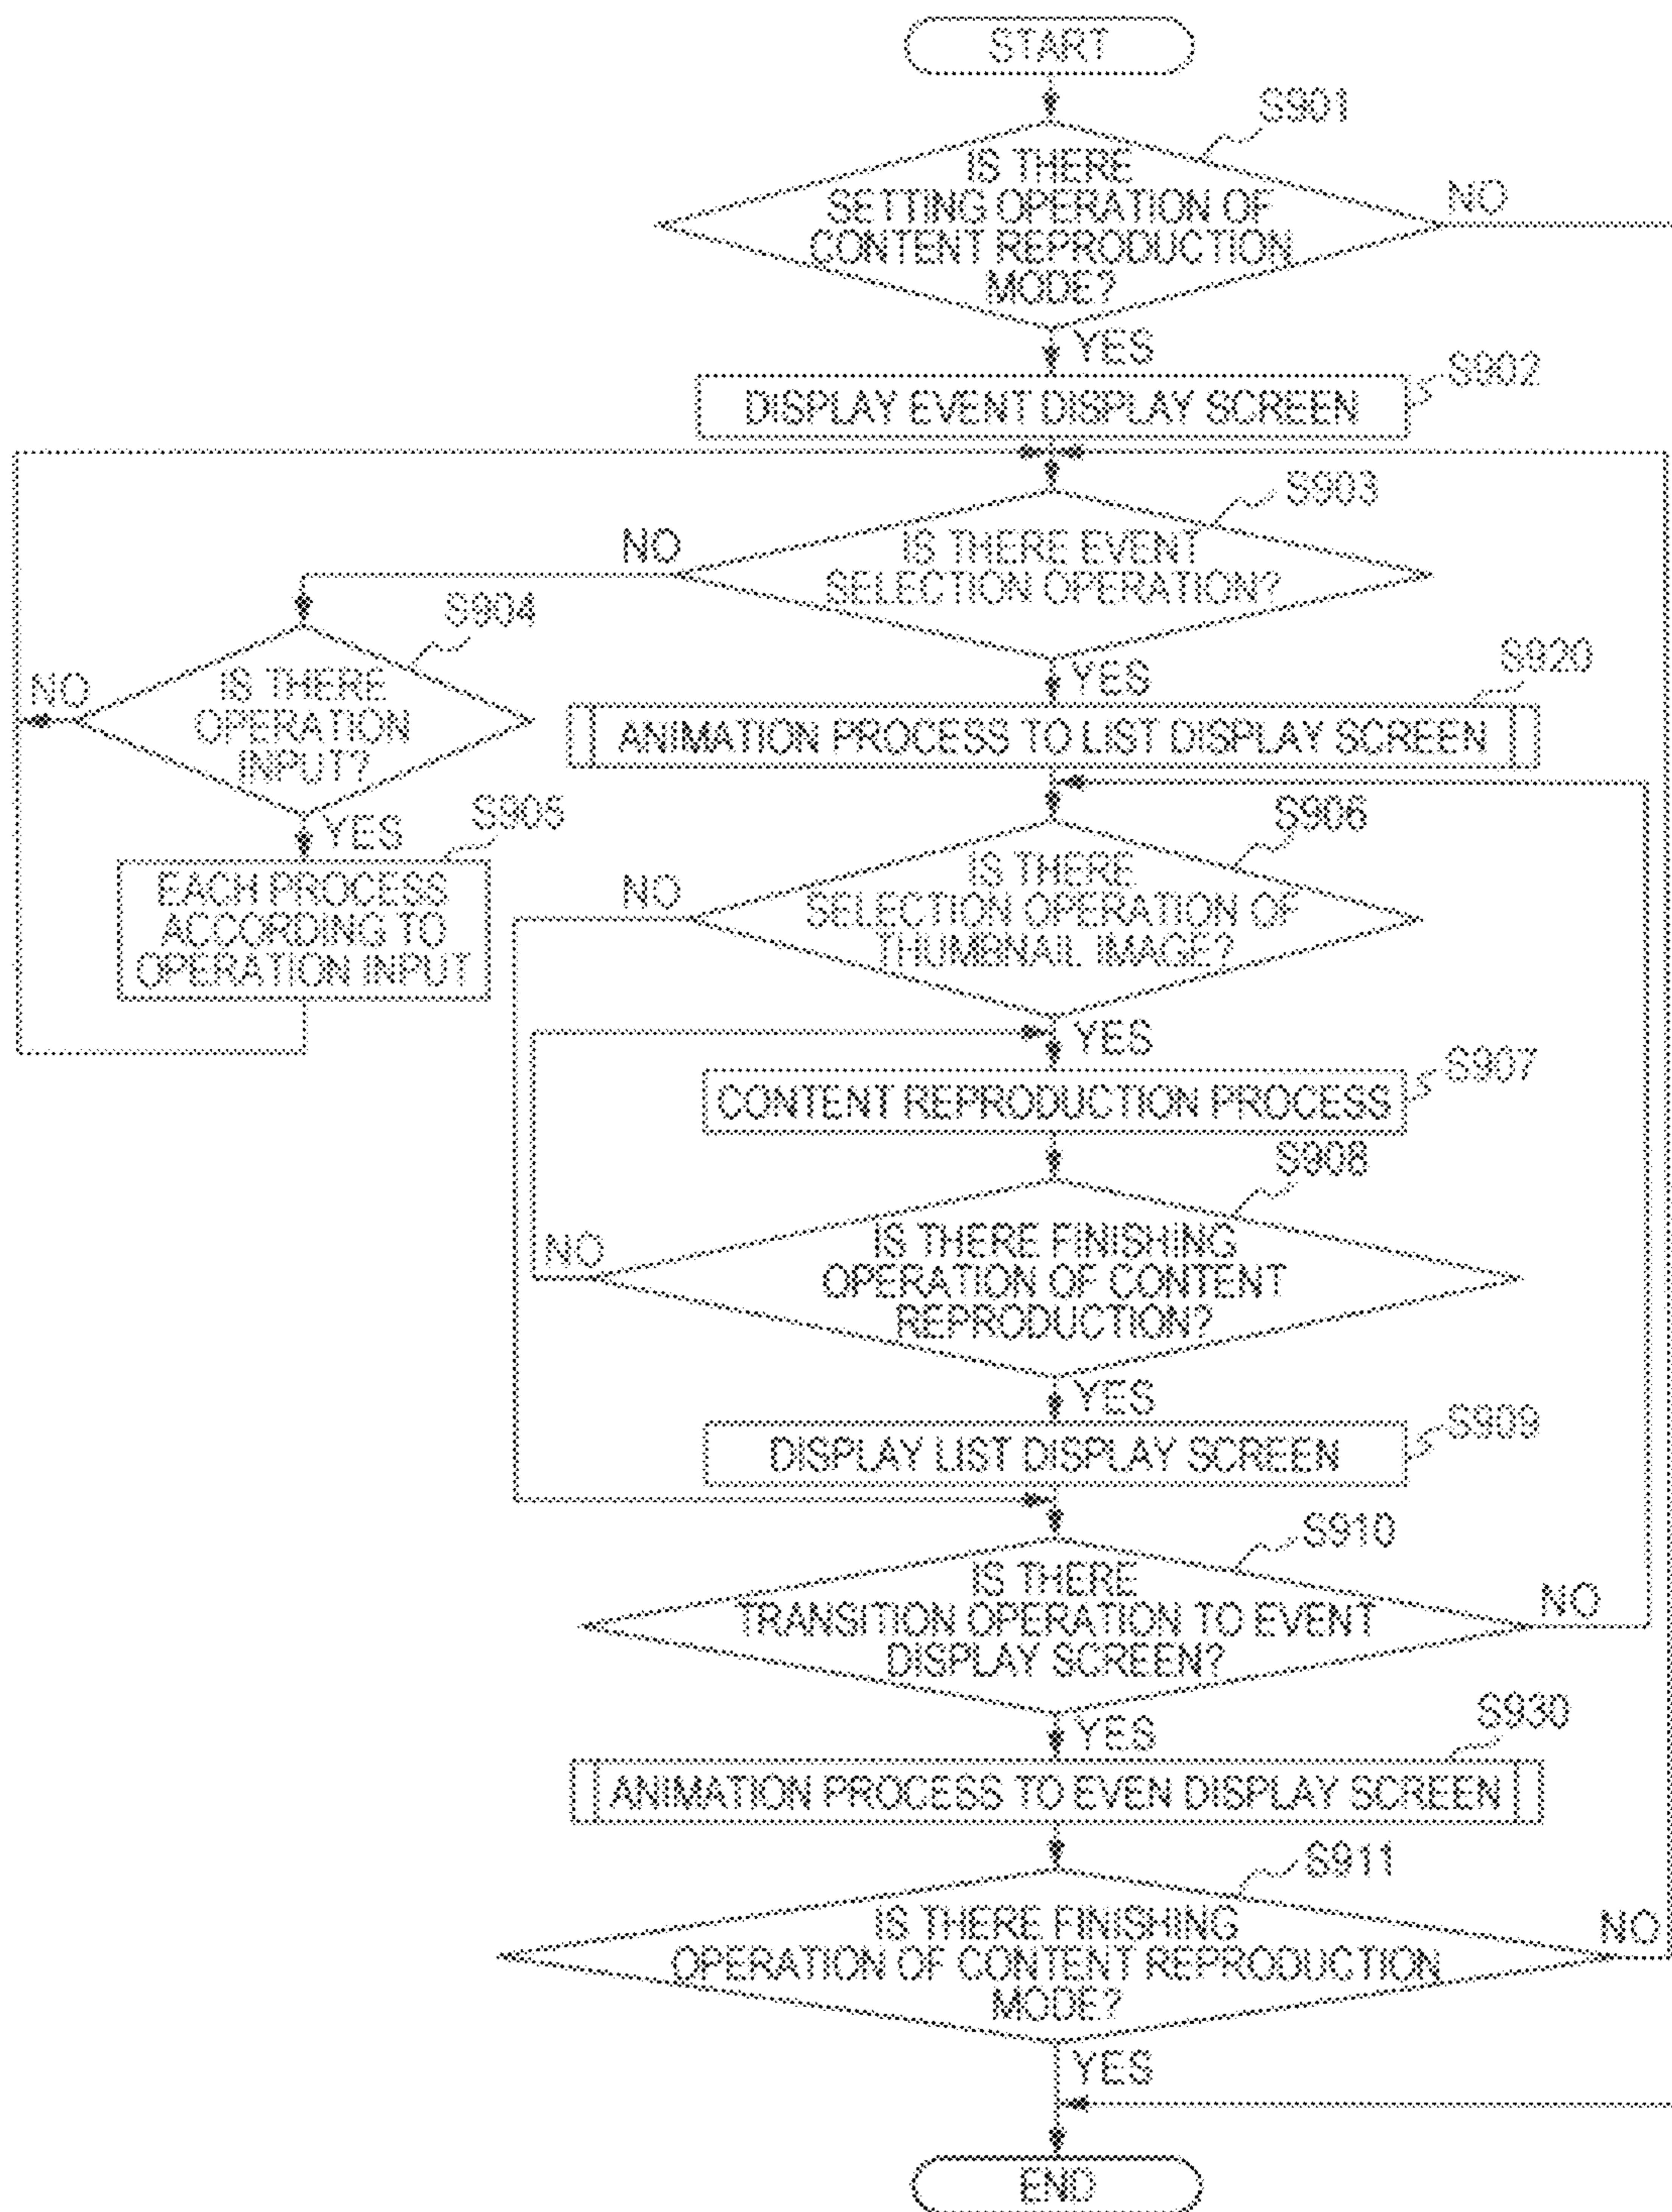 START
S901
IS THERE
SETTING OPERATION OF
CONTENT REPRODUCTION
MODE?
NO
YES
S902
DISPLAY EVENT DISPLAY SCREEN
S903
IS THERE EVENT
SELECTION OPERATION?
NO
S904
IS THERE
OPERATION
INPUT?
NO
YES
S905
EACH PROCESS
ACCORDING TO
OPERATION INPUT
YES
S920
ANIMATION PROCESS TO LIST DISPLAY SCREEN
S906
IS THERE
SELECTION OPERATION OF
THUMBNAIL IMAGE?
NO
YES
S907
CONTENT REPRODUCTION PROCESS
S908
IS THERE FINISHING
OPERATION OF CONTENT
REPRODUCTION?
NO
YES
S909
DISPLAY LIST DISPLAY SCREEN
S910
IS THERE
TRANSITION OPERATION TO EVENT
DISPLAY SCREEN?
NO
YES
S930
ANIMATION PROCESS TO EVEN DISPLAY SCREEN
S911
IS THERE FINISHING
OPERATION OF CONTENT REPRODUCTION
MODE?
NO
YES
END